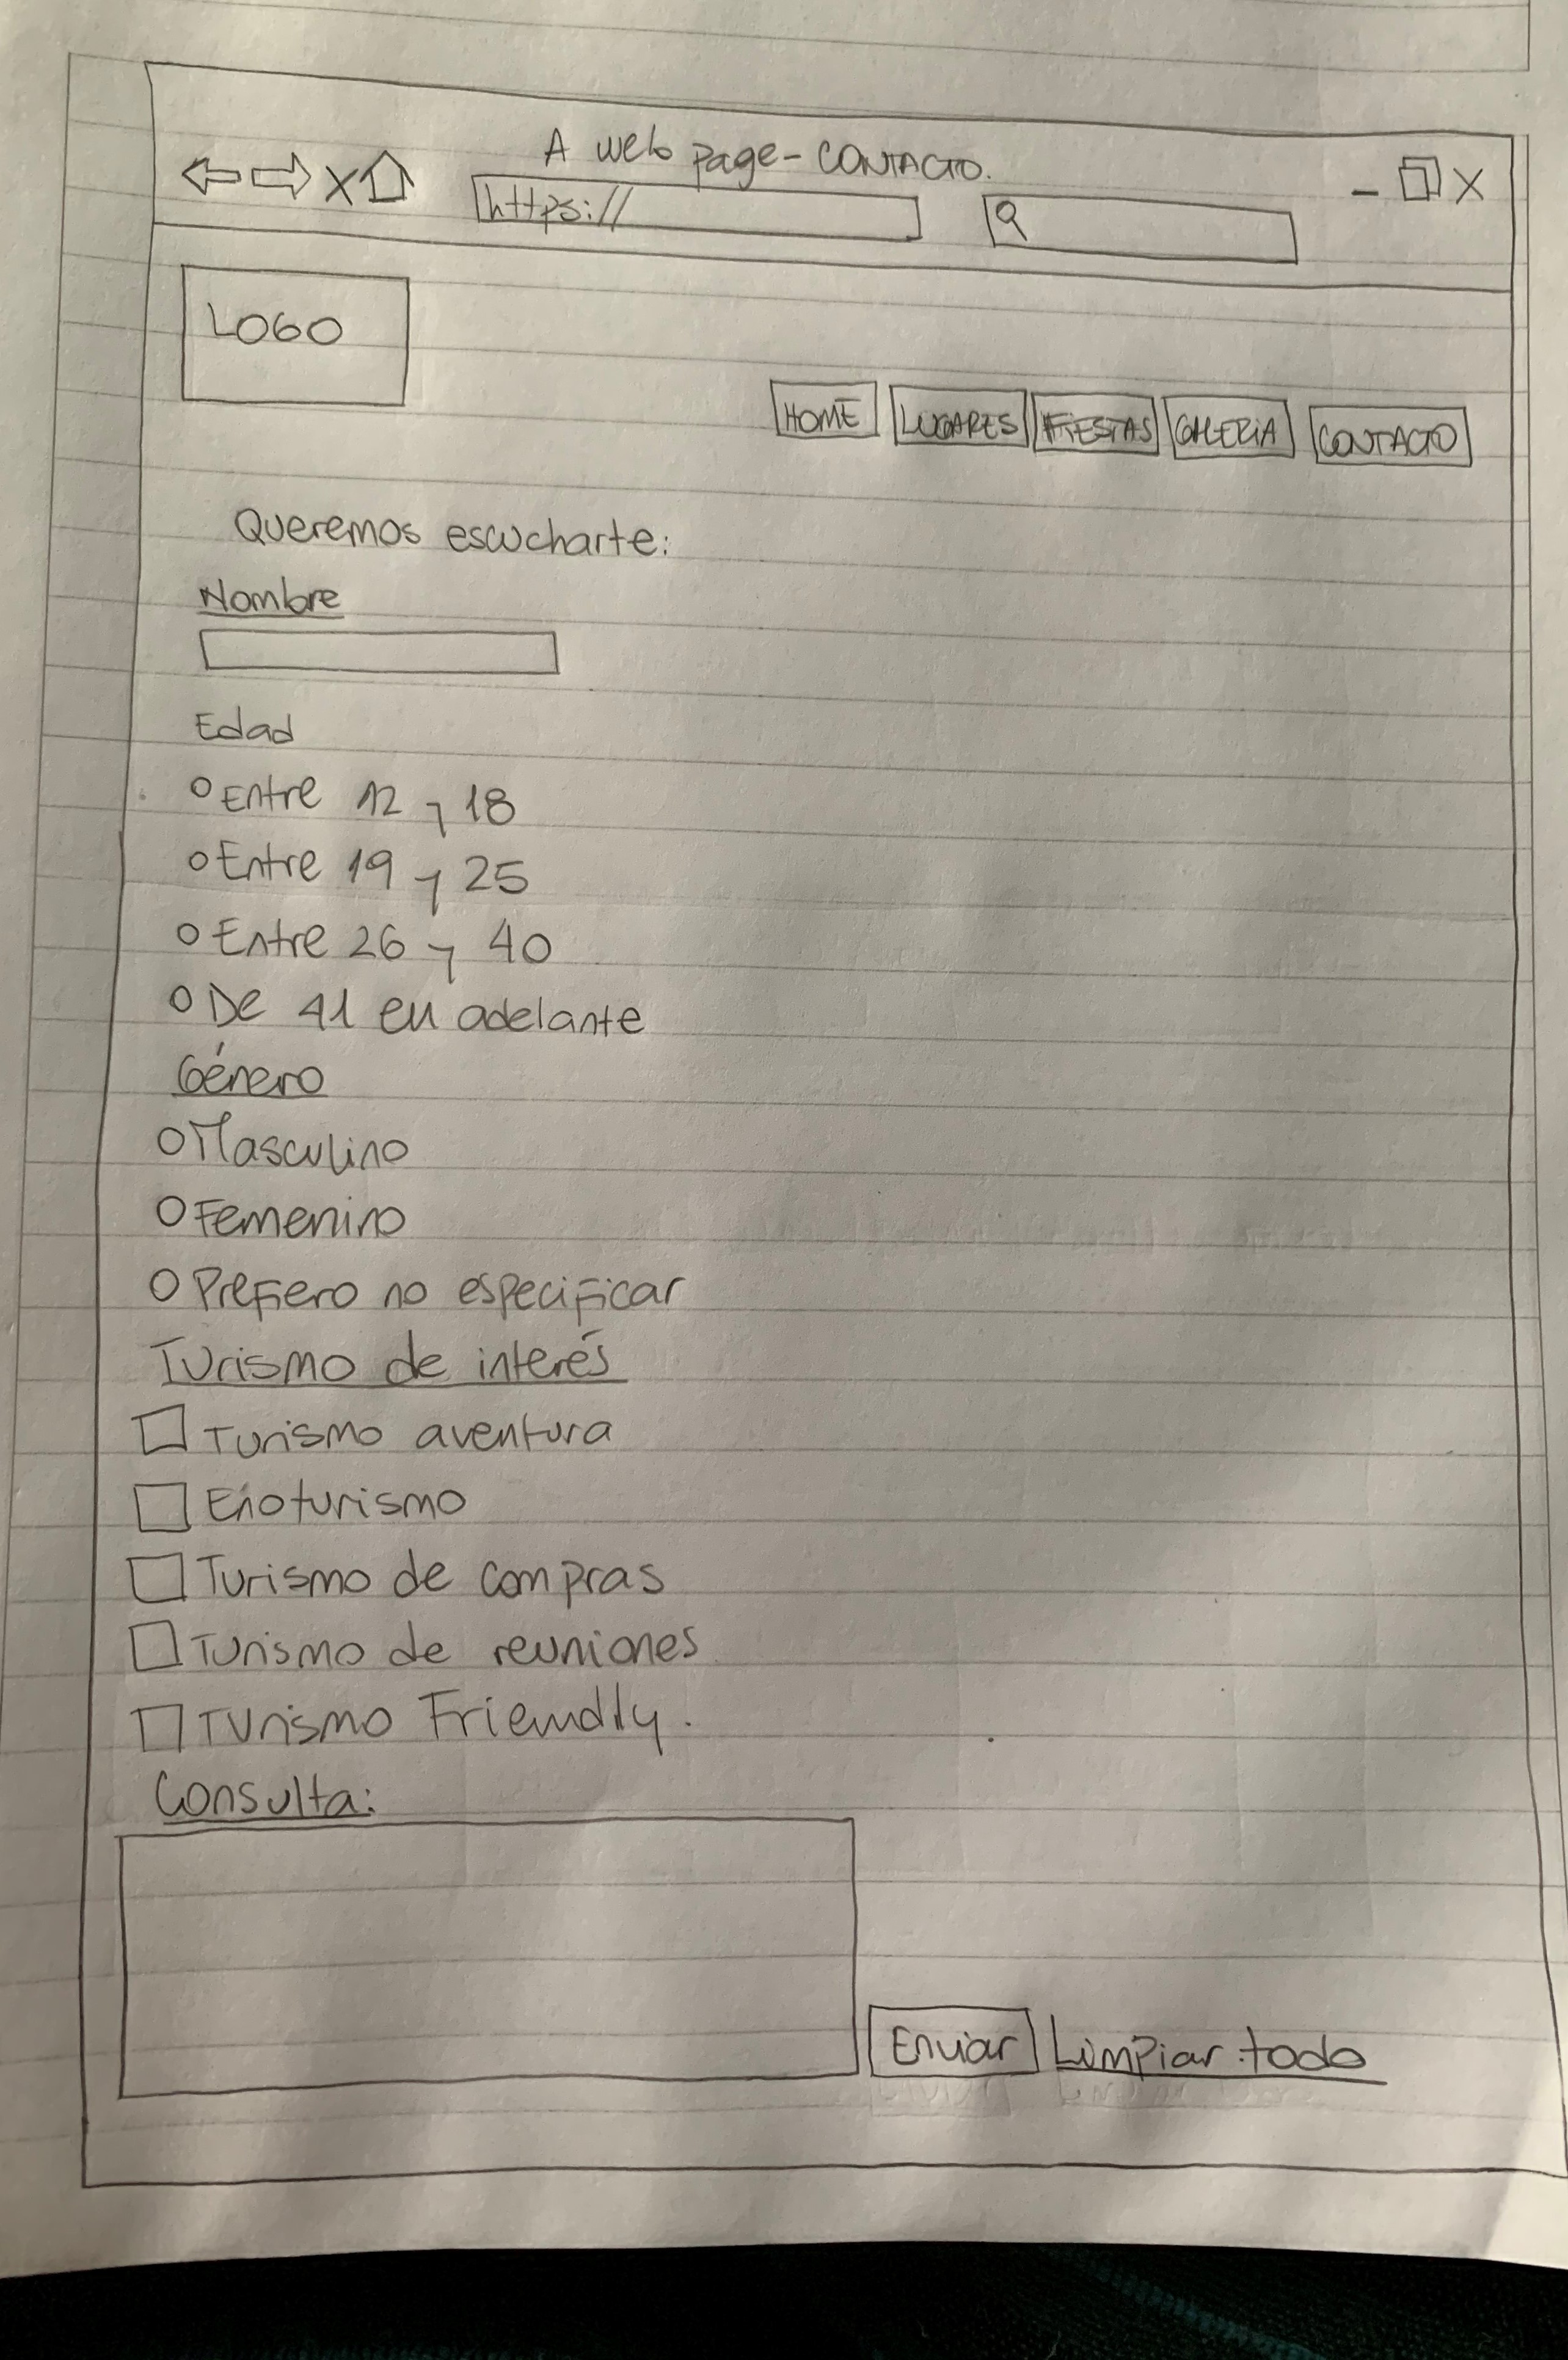 A web page - CONTACTO.
https://
LOGO
HOME LUGARES FIESTAS GALERIA CONTACTO
Queremos escucharte:
Nombre
Edad
Entre 12 y 18
Entre 19 y 25
Entre 26 y 40
De 41 en adelante
Género
Masculino
Femenino
Prefiero no especificar
Turismo de interés
Turismo aventura
Enoturismo
Turismo de compras
Turismo de reuniones
Turismo Friendly.
Consulta:
Enviar Limpiar todo